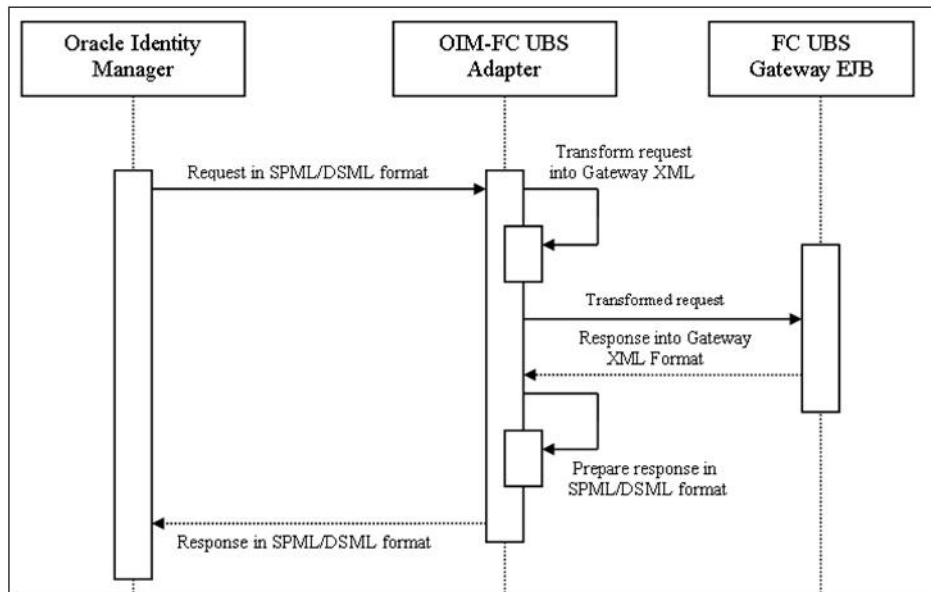 Oracle Identity
Manager
OIM-FC UBS
Adapter
FC UBS
Gateway EJB
Request in SPML/DSML format
Transform request
into Gateway XML
Transformed request
Response into Gateway
XML Format
Prepare response in
SPML/DSML format
Response in SPML/DSML format